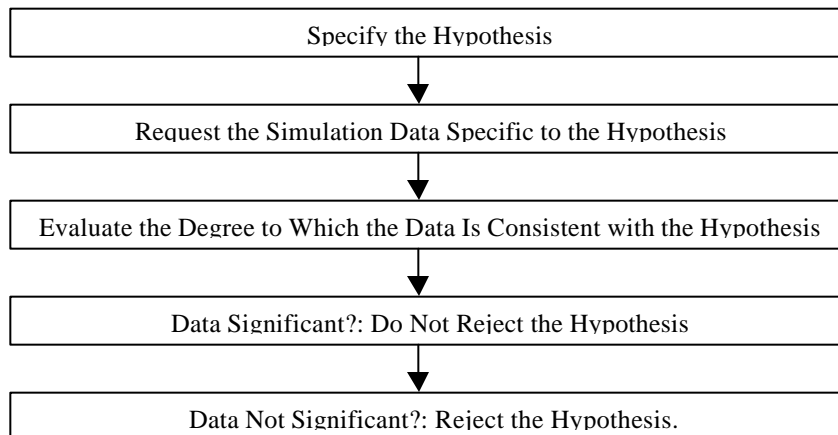 Specify the Hypothesis
Request the Simulation Data Specific to the Hypothesis
Evaluate the Degree to Which the Data Is Consistent with the Hypothesis
Data Significant?: Do Not Reject the Hypothesis
Data Not Significant?: Reject the Hypothesis.